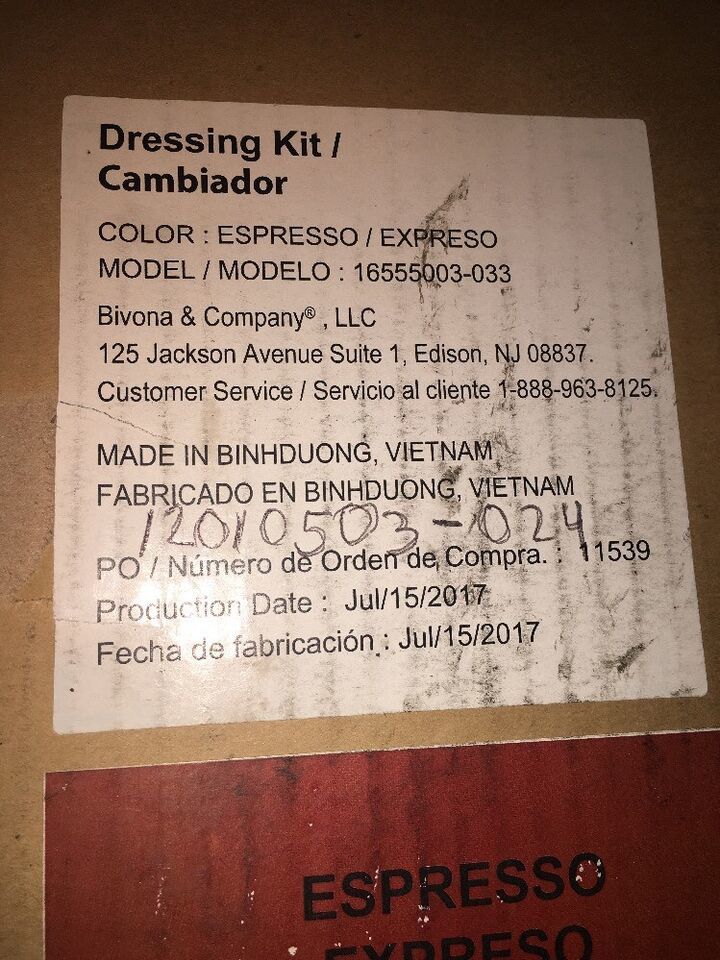 Dressing Kit /
Cambiador
COLOR : ESPRESSO / EXPRESO
MODEL / MODELO : 16555003-033
Bivona & Company® , LLC
125 Jackson Avenue Suite 1, Edison, NJ 08837.
Customer Service / Servicio al cliente 1-888-963-8125.
MADE IN BINHDUONG, VIETNAM
FABRICADO EN BINHDUONG, VIETNAM
12010503-024
PO / Número de Orden de Compra. : 11539
Production Date : Jul/15/2017
Fecha de fabricación : Jul/15/2017
ESPRESSO
EXPRESO